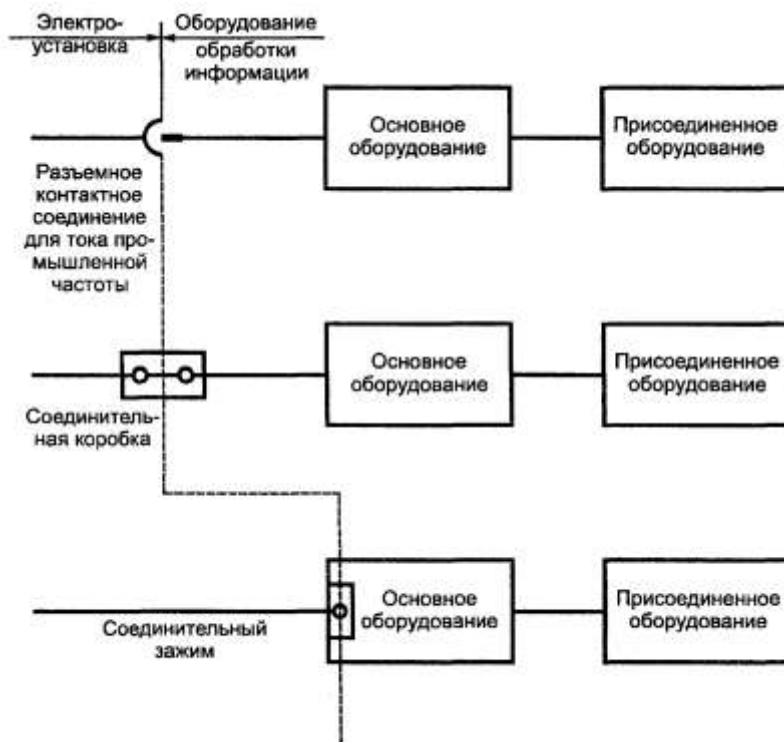 Электро-
установка
Оборудование
обработки
информации
Основное
оборудование
Присоединенное
оборудование
Разъемное
контактное
соединение
для тока про-
мышленной
частоты
Основное
оборудование
Присоединенное
оборудование
Соединитель-
ная коробка
Основное
оборудование
Присоединенное
оборудование
Соединительный
зажим